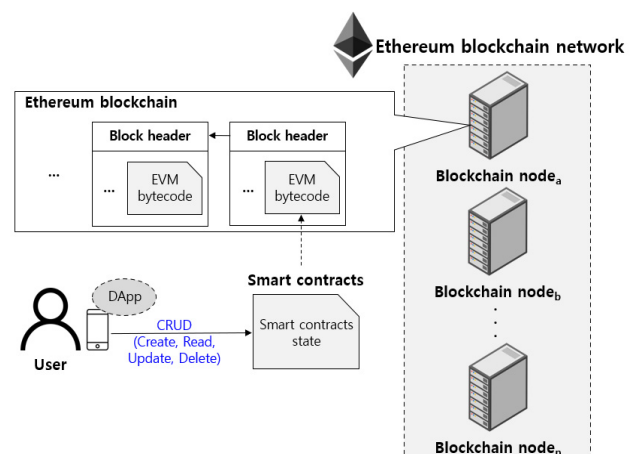 Ethereum blockchain network
Ethereum blockchain
Block header
Block header
...
...
EVM
bytecode
...
EVM
bytecode
Blockchain nodea
Blockchain nodeb
Smart contracts
DApp
Smart contracts
state
CRUD
(Create, Read,
Update, Delete)
User
Blockchain noden